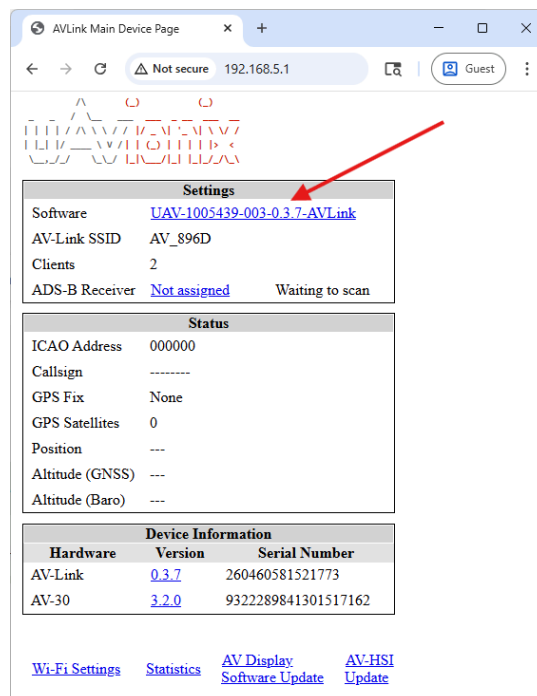 AVLink Main Device Page
Not secure 192.168.5.1 Guest
uAvionix
Settings
Software UAV-1005439-003-0.3.7-AVLink
AV-Link SSID AV_896D
Clients 2
ADS-B Receiver Not assigned Waiting to scan
Status
ICAO Address 000000
Callsign --------
GPS Fix None
GPS Satellites 0
Position ---
Altitude (GNSS) ---
Altitude (Baro) ---
Device Information
Hardware Version Serial Number
AV-Link 0.3.7 260460581521773
AV-30 3.2.0 9322289841301517162
Wi-Fi Settings Statistics AV Display Software Update AV-HSI Update